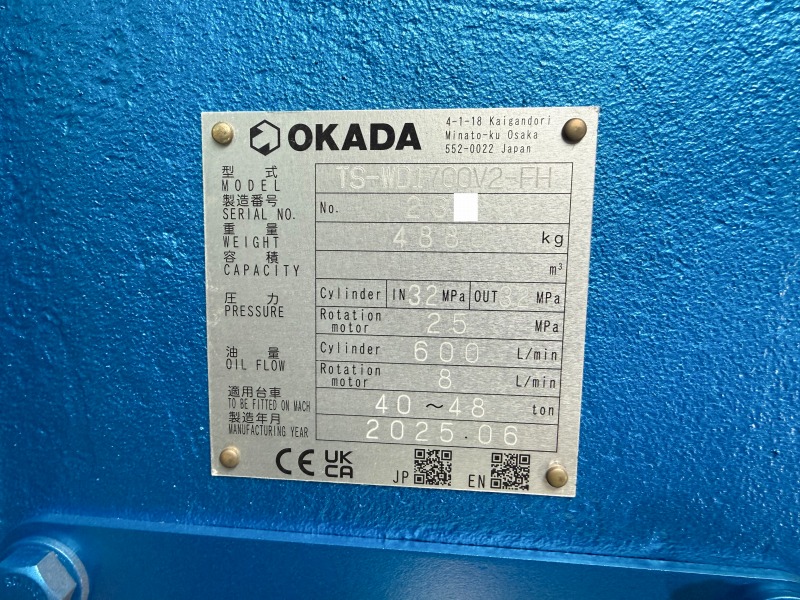 OKADA
4-1-18 Kaigandori
Minato-ku Osaka
552-0022 Japan
型式 TS-WD1700V2-FH
MODEL
製造番号 No. 23
SERIAL NO.
重量 488 kg
WEIGHT
容積 m³
CAPACITY
圧力 Cylinder IN 32 MPa OUT 32 MPa
PRESSURE
Rotation motor 25 MPa
油量 Cylinder 600 L/min
OIL FLOW
Rotation motor 8 L/min
適用台車 40~48 ton
TO BE FITTED ON MACH
製造年月 2025.06
MANUFACTURING YEAR
CE UK CA
JP EN